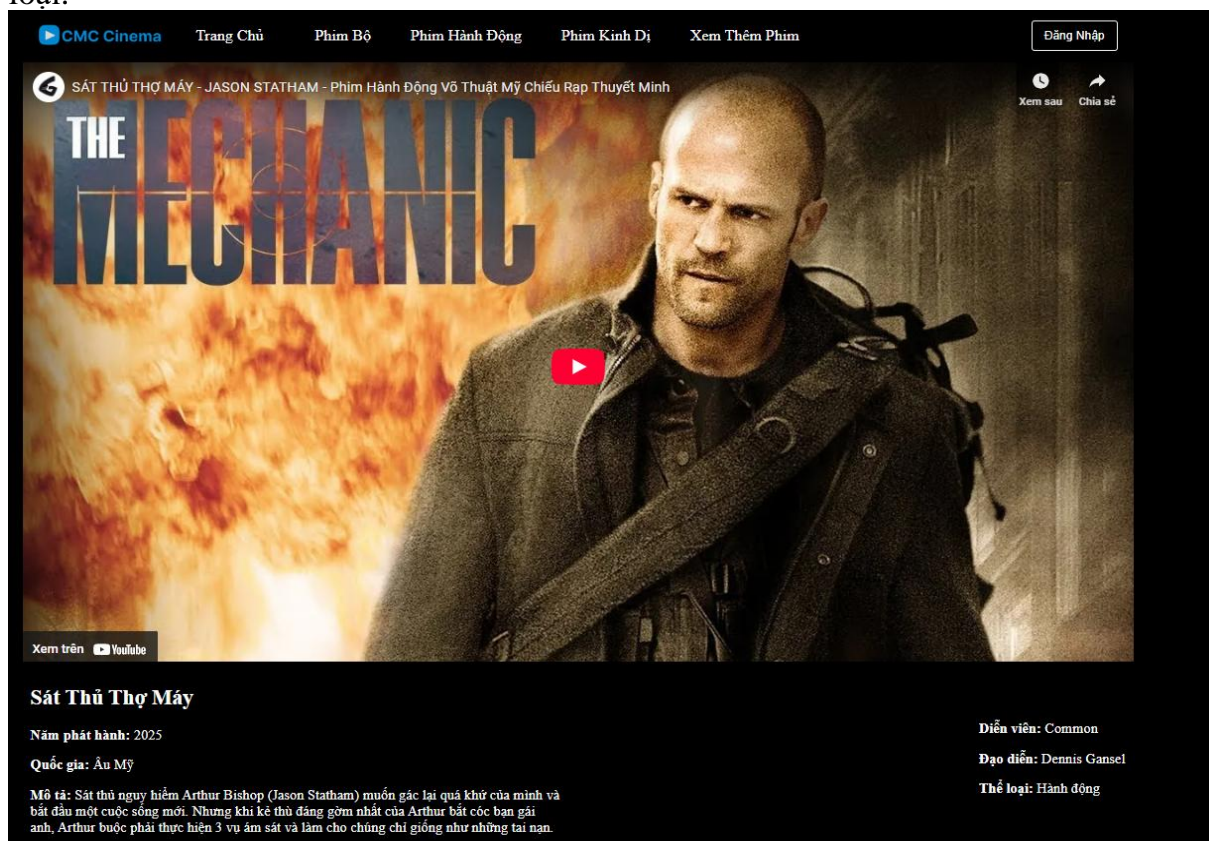 loại.
CMC Cinema Trang Chủ Phim Bộ Phim Hành Động Phim Kinh Dị Xem Thêm Phim Đăng Nhập
SÁT THỦ THỢ MÁY - JASON STATHAM - Phim Hành Động Võ Thuật Mỹ Chiếu Rạp Thuyết Minh
Xem sau Chia sẻ
THE
MECHANIC
Xem trên YouTube
Sát Thủ Thợ Máy
Năm phát hành: 2025
Quốc gia: Âu Mỹ
Mô tả: Sát thủ nguy hiểm Arthur Bishop (Jason Statham) muốn gác lại quá khứ của mình và
bắt đầu một cuộc sống mới. Nhưng khi kẻ thù đáng gờm nhất của Arthur bắt cóc bạn gái
anh, Arthur buộc phải thực hiện 3 vụ ám sát và làm cho chúng chỉ giống như những tai nạn.
Diễn viên: Common
Đạo diễn: Dennis Gansel
Thể loại: Hành động